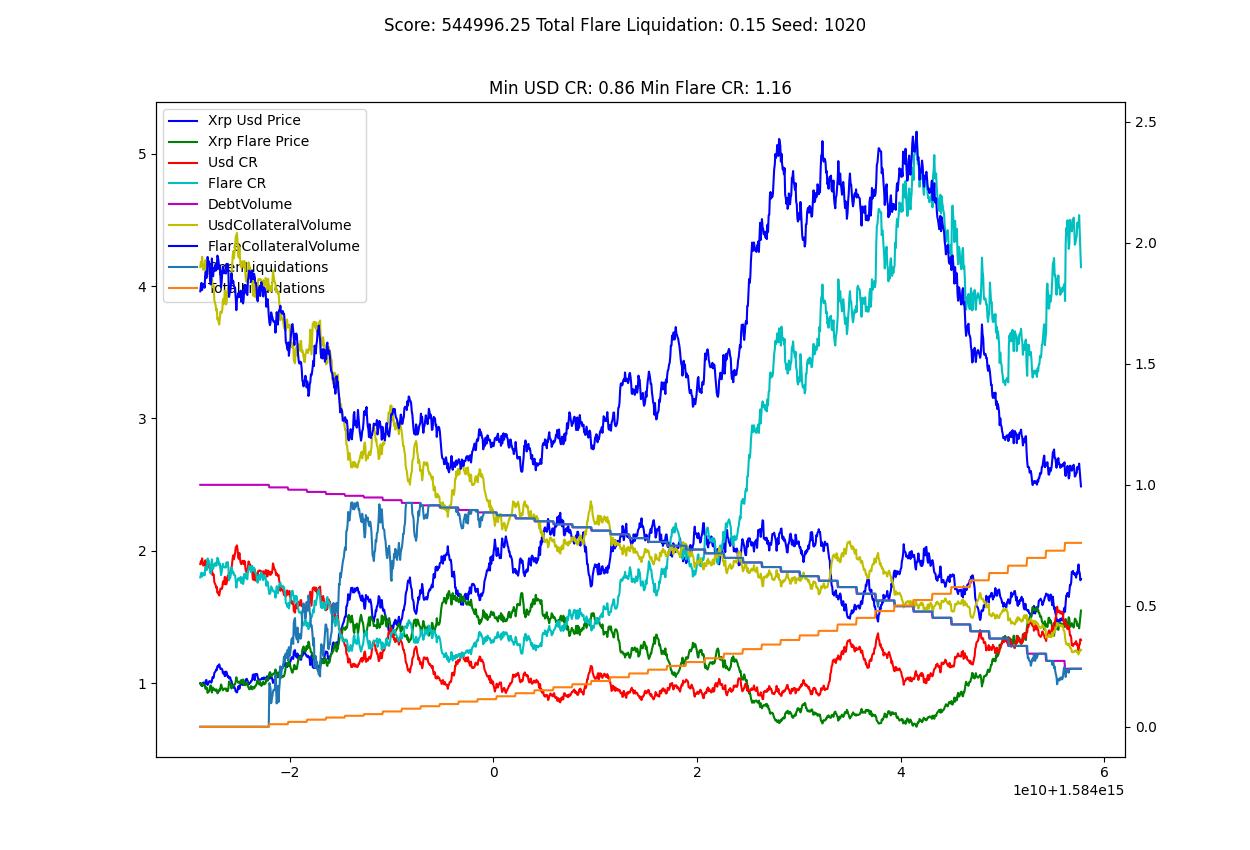 Score: 544996.25 Total Flare Liquidation: 0.15 Seed: 1020
Min USD CR: 0.86 Min Flare CR: 1.16
Xrp Usd Price
Xrp Flare Price
Usd CR
Flare CR
DebtVolume
UsdCollateralVolume
FlareCollateralVolume
OpenLiquidations
TotalLiquidations
5
4
3
2
1
2.5
2.0
1.5
1.0
0.5
0.0
−2
0
2
4
6
1e10+1.584e15